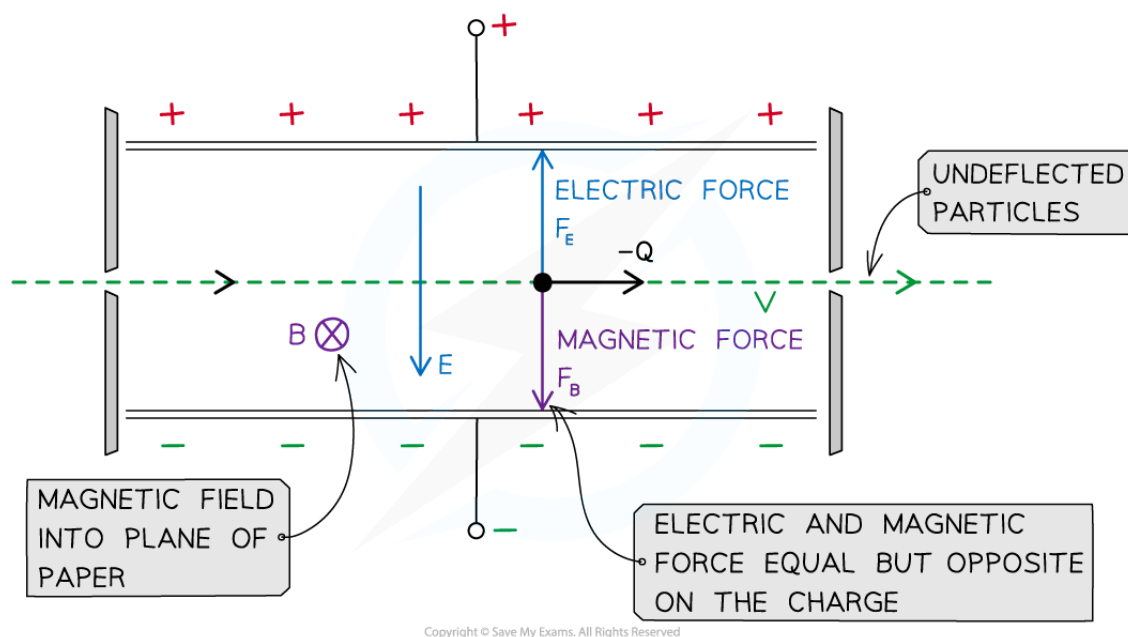 +
+ + + + + +
ELECTRIC FORCE
F_E
UNDEFLECTED
PARTICLES
-Q
V
B
MAGNETIC FORCE
F_B
E
− − − − − −
MAGNETIC FIELD
INTO PLANE OF
PAPER
−
ELECTRIC AND MAGNETIC
FORCE EQUAL BUT OPPOSITE
ON THE CHARGE
Copyright © Save My Exams. All Rights Reserved